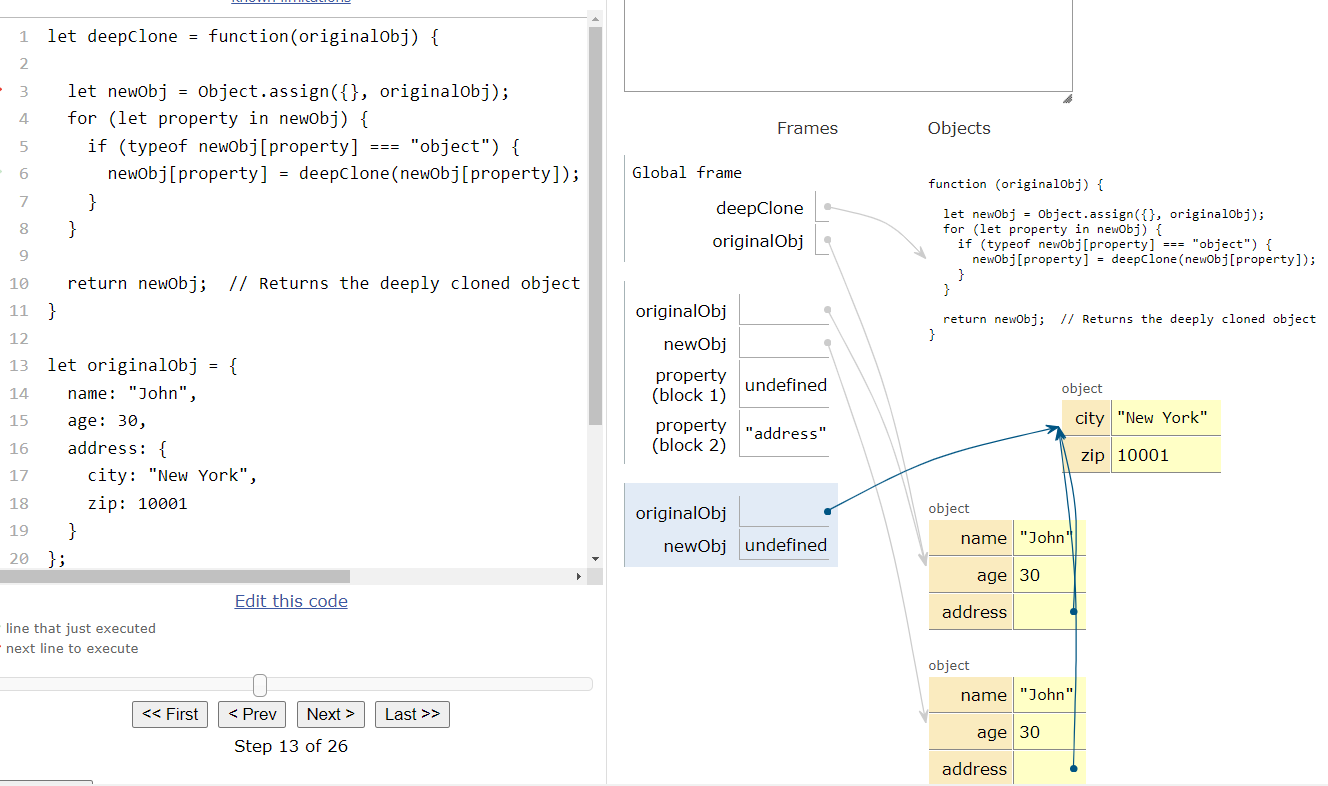 known limitations
1 let deepClone = function(originalObj) {
2
3 let newObj = Object.assign({}, originalObj);
4 for (let property in newObj) {
5 if (typeof newObj[property] === "object") {
6 newObj[property] = deepClone(newObj[property]);
7 }
8 }
9
10 return newObj;  // Returns the deeply cloned object
11 }
12
13 let originalObj = {
14 name: "John",
15 age: 30,
16 address: {
17 city: "New York",
18 zip: 10001
19 }
20 };
Edit this code
line that just executed
next line to execute
<< First
< Prev
Next >
Last >>
Step 13 of 26
Frames
Objects
Global frame
deepClone
originalObj
originalObj
newObj
property
(block 1)
undefined
property
(block 2)
"address"
originalObj
newObj
undefined
function (originalObj) {
let newObj = Object.assign({}, originalObj);
for (let property in newObj) {
if (typeof newObj[property] === "object") {
newObj[property] = deepClone(newObj[property]);
}
}
return newObj;  // Returns the deeply cloned object
}
object
city "New York"
zip 10001
object
name "John"
age 30
address
object
name "John"
age 30
address